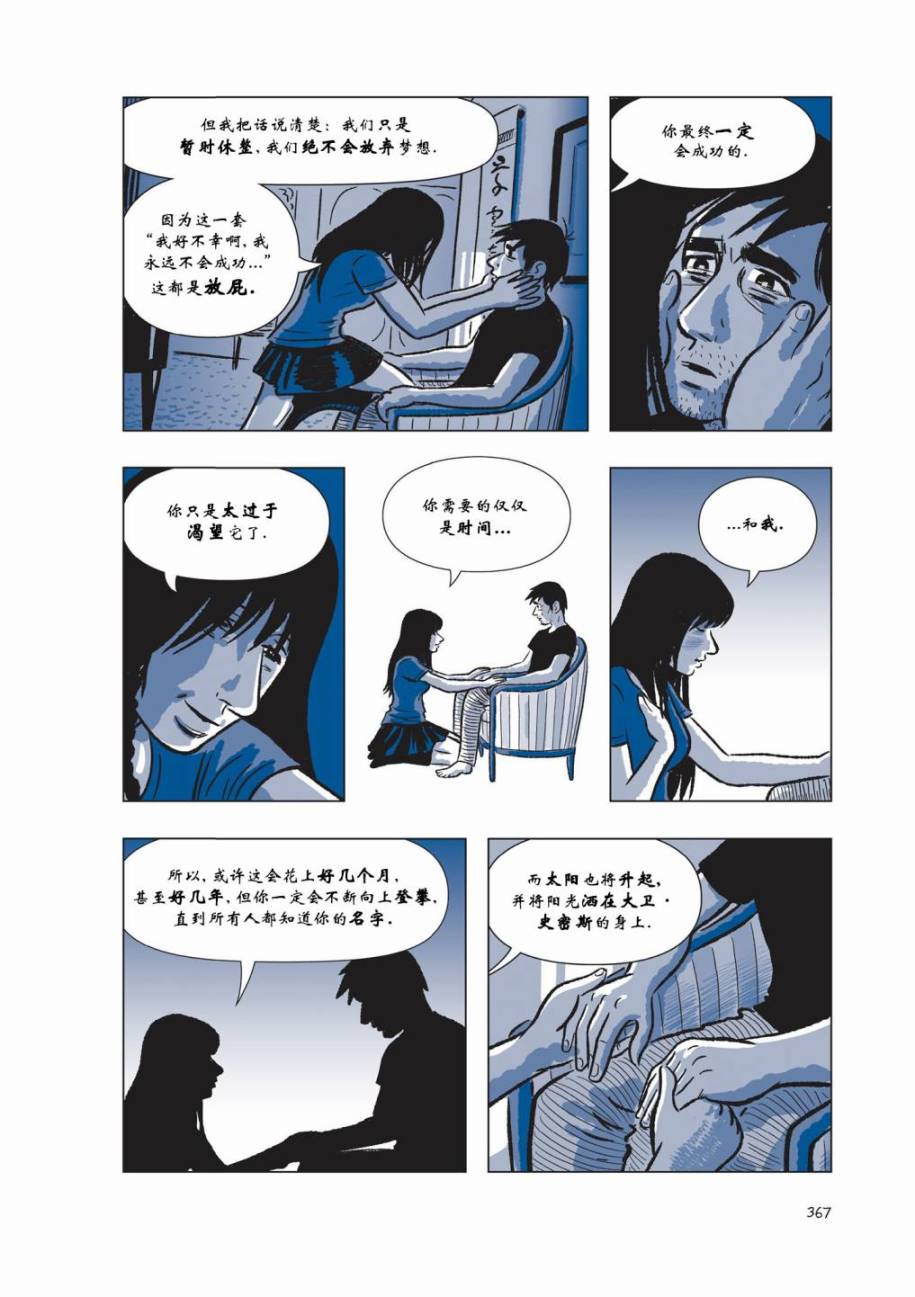 但我把话说清楚：我们只是
暂时休整，我们绝不会放弃梦想.
因为这一套
“我好不幸啊，我
永远不会成功…”
这都是放屁.
你最终一定
会成功的.
你只是太过于
渴望它了.
你需要的仅仅
是时间…
…和我.
所以，或许这会花上好几个月，
甚至好几年，但你一定会不断向上登攀，
直到所有人都知道你的名字.
而太阳也将升起，
并将阳光洒在大卫·
史密斯的身上.
367